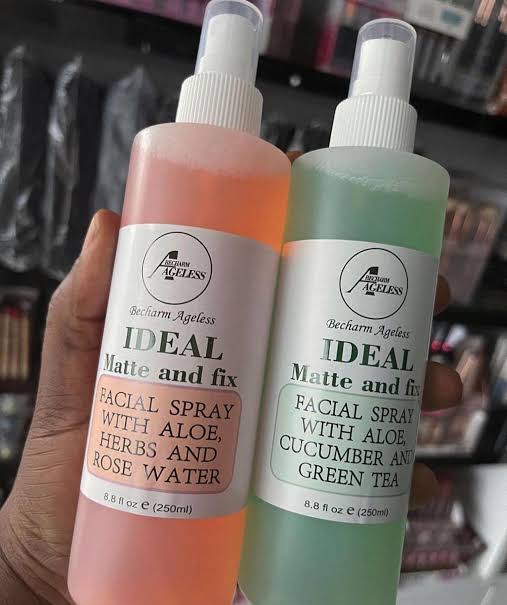 BECHARM
AGELESS
Becharm Ageless
IDEAL
Matte and fix
FACIAL SPRAY
WITH ALOE,
HERBS AND
ROSE WATER
8.8 fl oz e (250ml)
BECHARM
AGELESS
Becharm Ageless
IDEAL
Matte and fix
FACIAL SPRAY
WITH ALOE,
CUCUMBER AND
GREEN TEA
8.8 fl oz e (250ml)